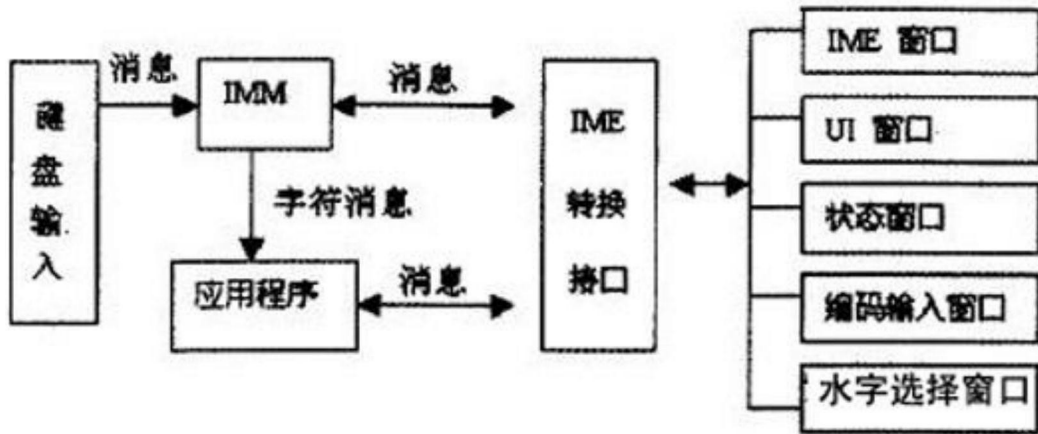 键盘输入
消息
IMM
消息
字符消息
应用程序
消息
IME
转换
接口
IME 窗口
UI 窗口
状态窗口
编码输入窗口
水字选择窗口